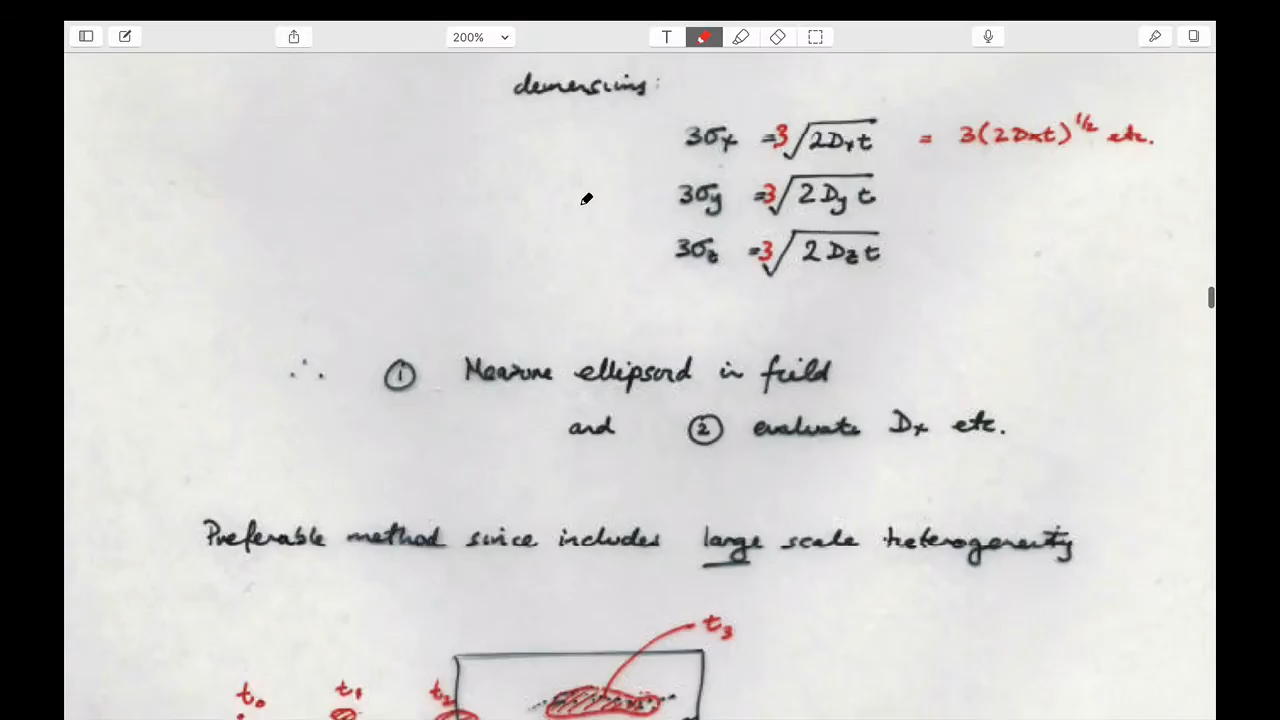 200%
T
demensions:
3σx = 3√2Dxt = 3(2Dxt)^1/2 etc.
3σy = 3√2Dyt
3σz = 3√2Dzt
∴ ① Measure ellipsoid in field
and ② evaluate Dx etc.
Preferable method since includes large scale heterogeneity
t3
t0 t1 t2